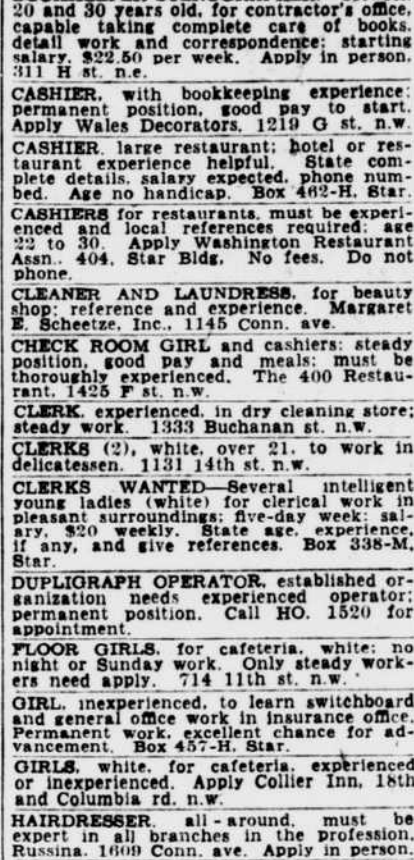 20 and 30 years old, for contractor's office,
capable taking complete care of books,
detail work and correspondence; starting
salary, $22.50 per week. Apply in person.
311 H st. n.e.
CASHIER, with bookkeeping experience;
permanent position, good pay to start.
Apply Wales Decorators, 1219 G st. n.w.
CASHIER, large restaurant; hotel or res-
taurant experience helpful. State com-
plete details, salary expected, phone num-
bed. Age no handicap. Box 462-H, Star.
CASHIERS for restaurants, must be experi-
enced and local references required; age
22 to 30. Apply Washington Restaurant
Assn., 404, Star Bldg. No fees. Do not
phone.
CLEANER AND LAUNDRESS, for beauty
shop; reference and experience. Margaret
E. Scheetze, Inc., 1145 Conn. ave.
CHECK ROOM GIRL and cashiers; steady
position, good pay and meals; must be
thoroughly experienced. The 400 Restau-
rant, 1425 F st. n.w.
CLERK, experienced, in dry cleaning store;
steady work. 1333 Buchanan st. n.w.
CLERKS (2), white, over 21, to work in
delicatessen. 1131 14th st. n.w.
CLERKS WANTED—Several intelligent
young ladies (white) for clerical work in
pleasant surroundings; five-day week; sal-
ary, $20 weekly. State age, experience,
if any, and give references. Box 338-M,
Star.
DUPLIGRAPH OPERATOR, established or-
ganization needs experienced operator;
permanent position. Call HO. 1520 for
appointment.
FLOOR GIRLS, for cafeteria, white; no
night or Sunday work. Only steady work-
ers need apply. 714 11th st. n.w.
GIRL, inexperienced, to learn switchboard
and general office work in insurance office.
Permanent work, excellent chance for ad-
vancement. Box 457-H, Star.
GIRLS, white, for cafeteria, experienced
or inexperienced. Apply Collier Inn, 18th
and Columbia rd. n.w.
HAIRDRESSER, all-around, must be
expert in all branches in the profession.
Russina, 1609 Conn. ave. Apply in person.